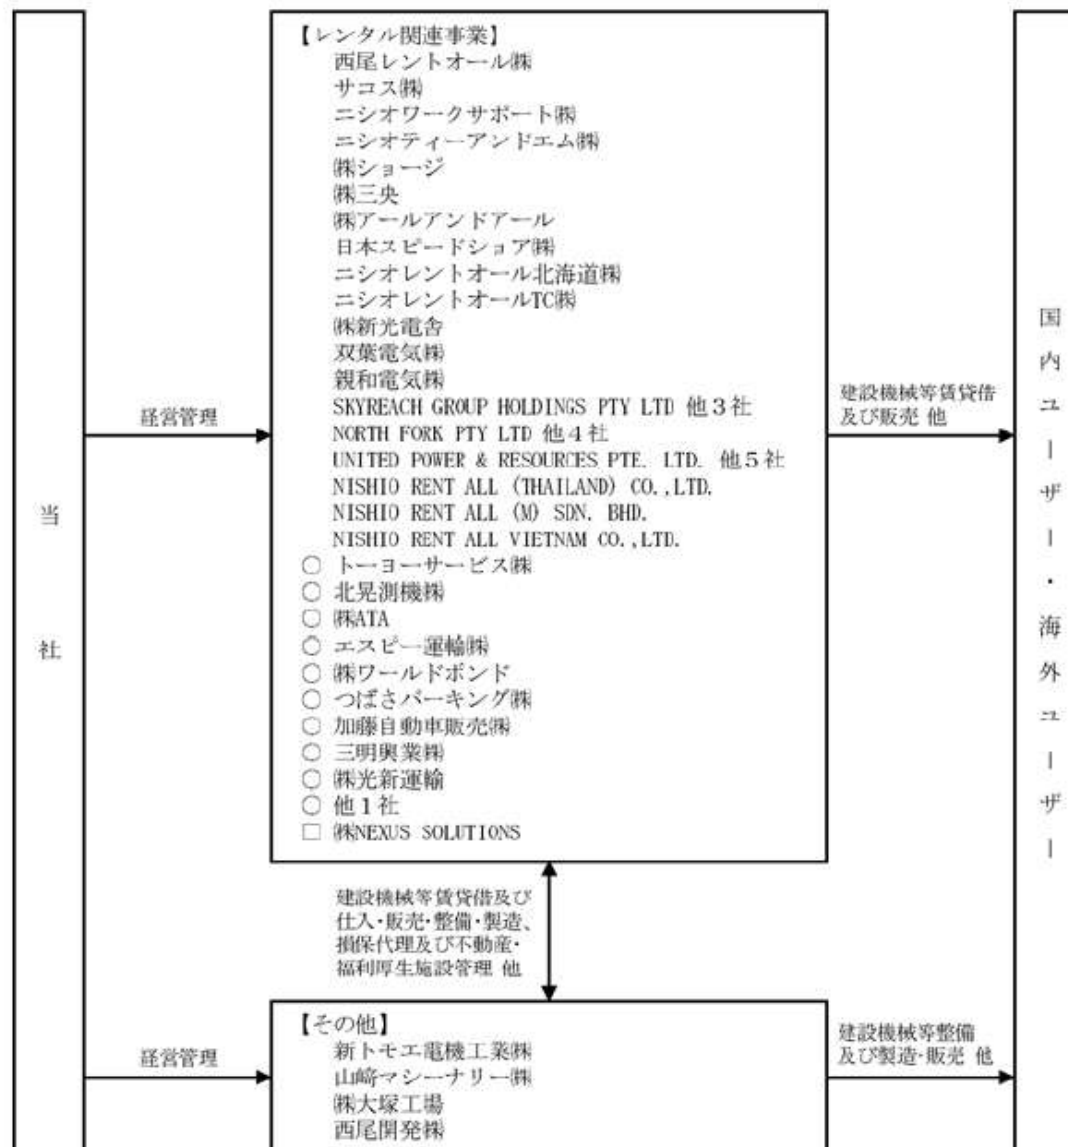 当社
経営管理
【レンタル関連事業】
西尾レントオール㈱
サコス㈱
ニシオワークサポート㈱
ニシオティーアンドエム㈱
㈱ショージ
㈱三央
㈱アールアンドアール
日本スピードショア㈱
ニシオレントオール北海道㈱
ニシオレントオールTC㈱
㈱新光電舎
双葉電気㈱
親和電気㈱
SKYREACH GROUP HOLDINGS PTY LTD 他３社
NORTH FORK PTY LTD 他４社
UNITED POWER & RESOURCES PTE. LTD. 他５社
NISHIO RENT ALL (THAILAND) CO.,LTD.
NISHIO RENT ALL (M) SDN. BHD.
NISHIO RENT ALL VIETNAM CO.,LTD.
○ トーヨーサービス㈱
○ 北晃測機㈱
○ ㈱ATA
○ エスピー運輸㈱
○ ㈱ワールドボンド
○ つばさパーキング㈱
○ 加藤自動車販売㈱
○ 三明興業㈱
○ ㈱光新運輸
○ 他１社
□ ㈱NEXUS SOLUTIONS
建設機械等賃貸借
及び販売 他
国内ユーザー・海外ユーザー
建設機械等賃貸借及び
仕入・販売・整備・製造、
損保代理及び不動産・
福利厚生施設管理 他
経営管理
【その他】
新トモエ電機工業㈱
山﨑マシーナリー㈱
㈱大塚工場
西尾開発㈱
建設機械等整備
及び製造・販売 他